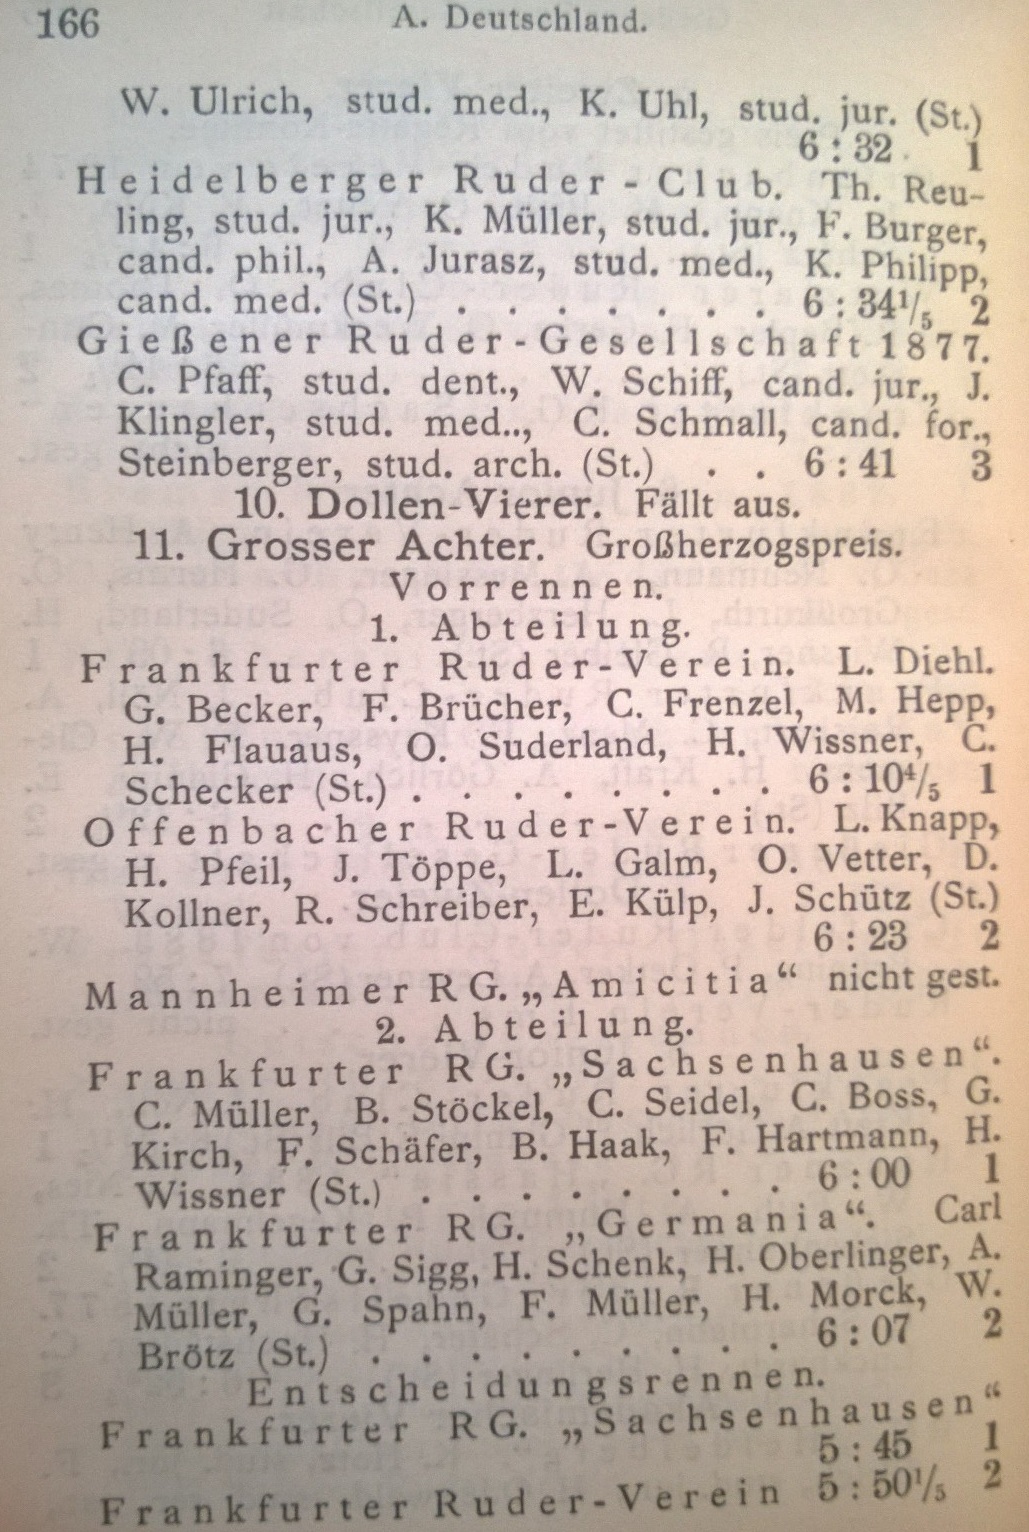 166 A. Deutschland.
W. Ulrich, stud. med., K. Uhl, stud. jur. (St.)
6 : 32 1
Heidelberger Ruder-Club. Th. Reu-
ling, stud. jur., K. Müller, stud. jur., F. Burger,
cand. phil., A. Jurasz, stud. med., K. Philipp,
cand. med. (St.) . . . . . . . 6 : 34¹/₅ 2
Gießener Ruder-Gesellschaft 1877.
C. Pfaff, stud. dent., W. Schiff, cand. jur., J.
Klingler, stud. med.., C. Schmall, cand. for.,
Steinberger, stud. arch. (St.) . . 6 : 41 3
10. Dollen-Vierer. Fällt aus.
11. Grosser Achter. Großherzogspreis.
Vorrennen.
1. Abteilung.
Frankfurter Ruder-Verein. L. Diehl.
G. Becker, F. Brücher, C. Frenzel, M. Hepp,
H. Flauaus, O. Suderland, H. Wissner, C.
Schecker (St.) . . . . . . . . 6 : 10⁴/₅ 1
Offenbacher Ruder-Verein. L. Knapp,
H. Pfeil, J. Töppe, L. Galm, O. Vetter, D.
Kollner, R. Schreiber, E. Külp, J. Schütz (St.)
6 : 23 2
Mannheimer RG. „Amicitia“ nicht gest.
2. Abteilung.
Frankfurter RG. „Sachsenhausen“.
C. Müller, B. Stöckel, C. Seidel, C. Boss, G.
Kirch, F. Schäfer, B. Haak, F. Hartmann, H.
Wissner (St.) . . . . . . . . 6 : 00 1
Frankfurter RG. „Germania“. Carl
Raminger, G. Sigg, H. Schenk, H. Oberlinger, A.
Müller, G. Spahn, F. Müller, H. Morck, W.
Brötz (St.) . . . . . . . . . 6 : 07 2
Entscheidungsrennen.
Frankfurter RG. „Sachsenhausen“
5 : 45 1
Frankfurter Ruder-Verein 5 : 50¹/₅ 2